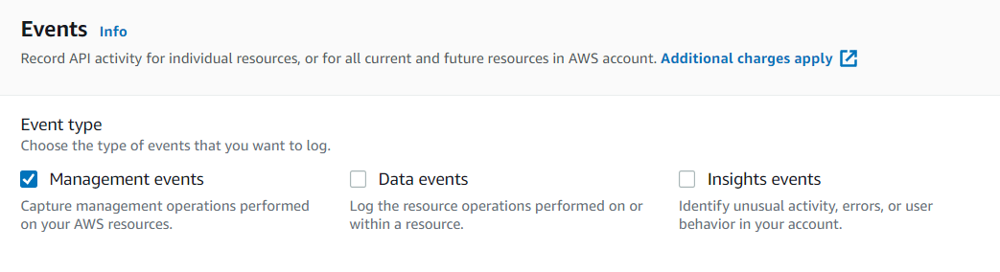 Events Info
Record API activity for individual resources, or for all current and future resources in AWS account. Additional charges apply
Event type
Choose the type of events that you want to log.
Management events
Capture management operations performed
on your AWS resources.
Data events
Log the resource operations performed on or
within a resource.
Insights events
Identify unusual activity, errors, or user
behavior in your account.